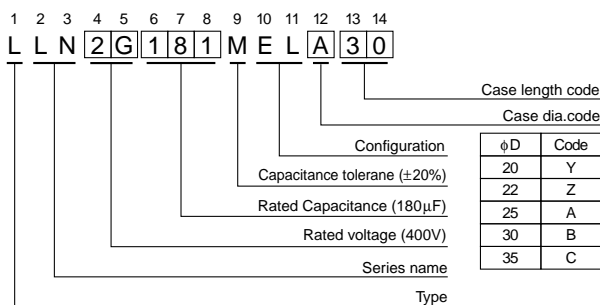 1 2 3 4 5 6 7 8 9 10 11 12 13 14
L L N 2 G 1 8 1 M E L A 3 0
Case length code
Case dia.code
Configuration
Capacitance tolerane (±20%)
Rated Capacitance (180µF)
Rated voltage (400V)
Series name
Type
ϕD Code
20 Y
22 Z
25 A
30 B
35 C